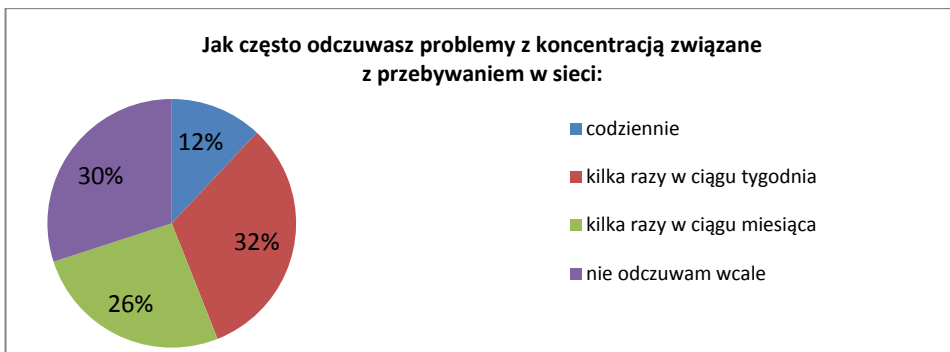 Jak często odczuwasz problemy z koncentracją związane
z przebywaniem w sieci:
12%
32%
26%
30%
codziennie
kilka razy w ciągu tygodnia
kilka razy w ciągu miesiąca
nie odczuwam wcale